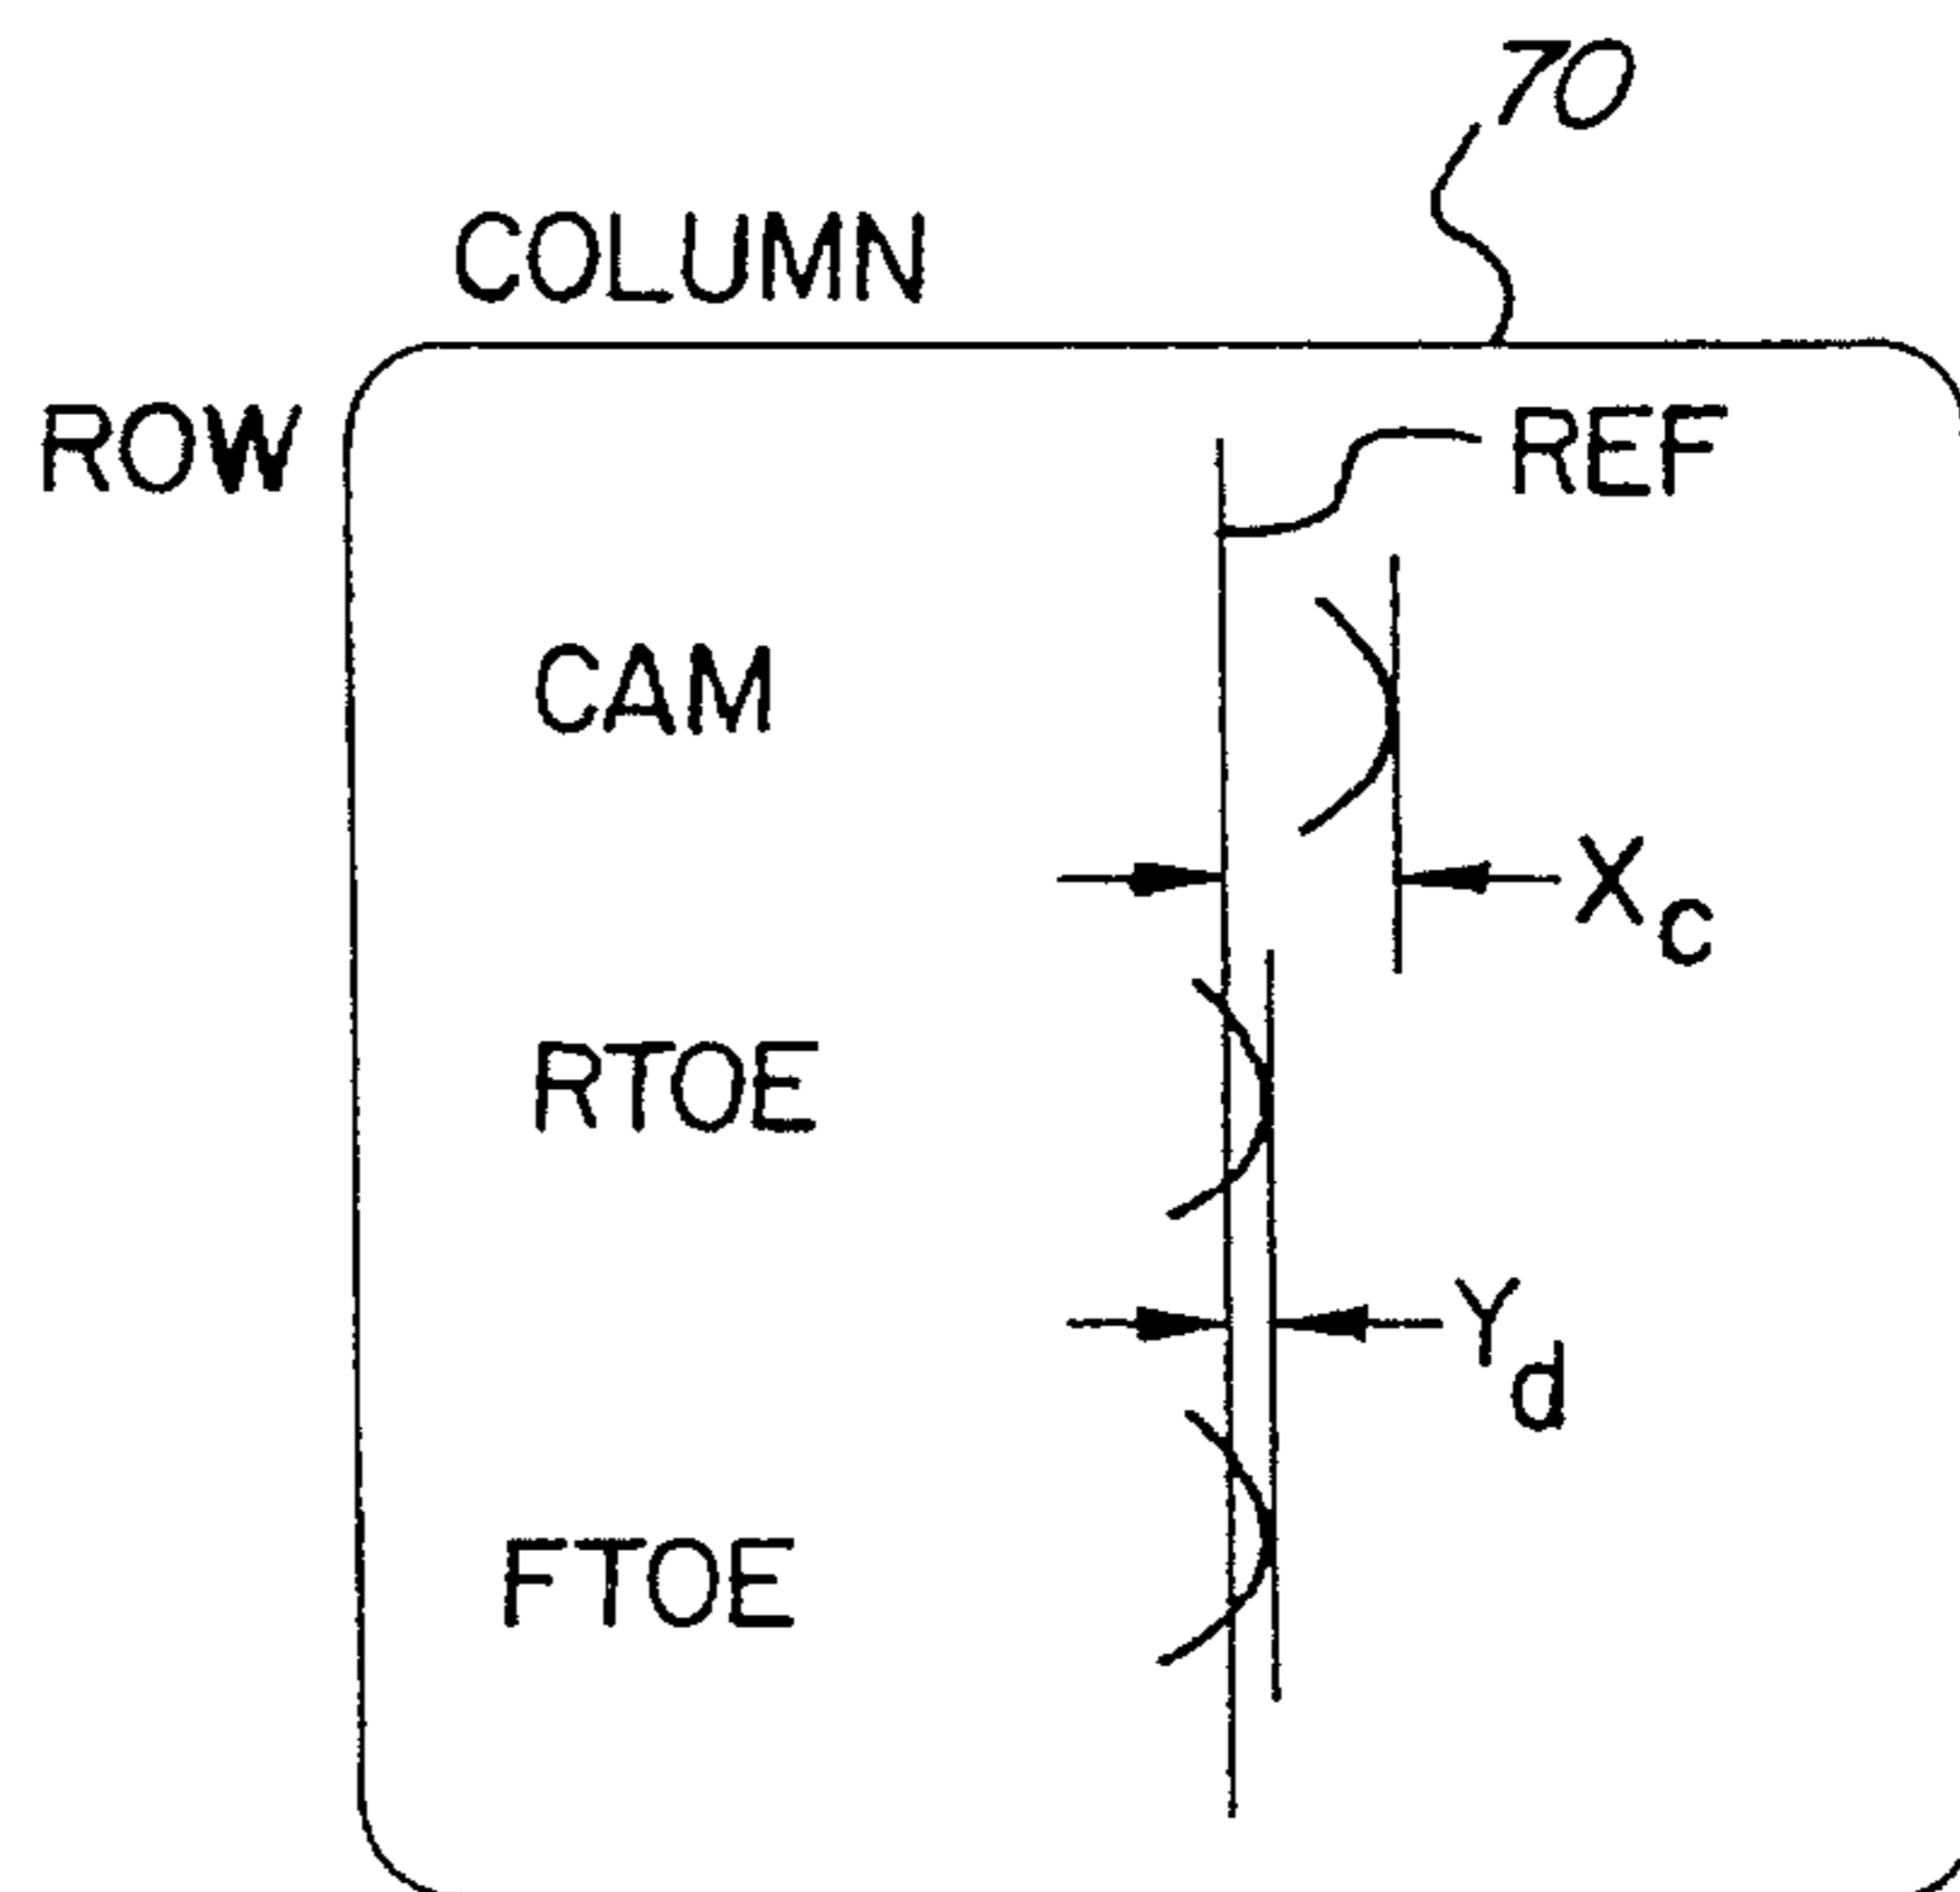 70
COLUMN
ROW
REF
CAM
Xc
RTOE
Yd
FTOE